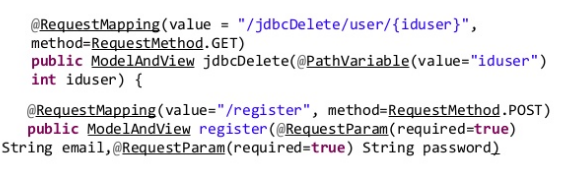 @RequestMapping(value = "/jdbcDelete/user/{iduser}",
method=RequestMethod.GET)
public ModelAndView jdbcDelete(@PathVariable(value="iduser")
int iduser) {
@RequestMapping(value="/register", method=RequestMethod.POST)
public ModelAndView register(@RequestParam(required=true)
String email,@RequestParam(required=true) String password)